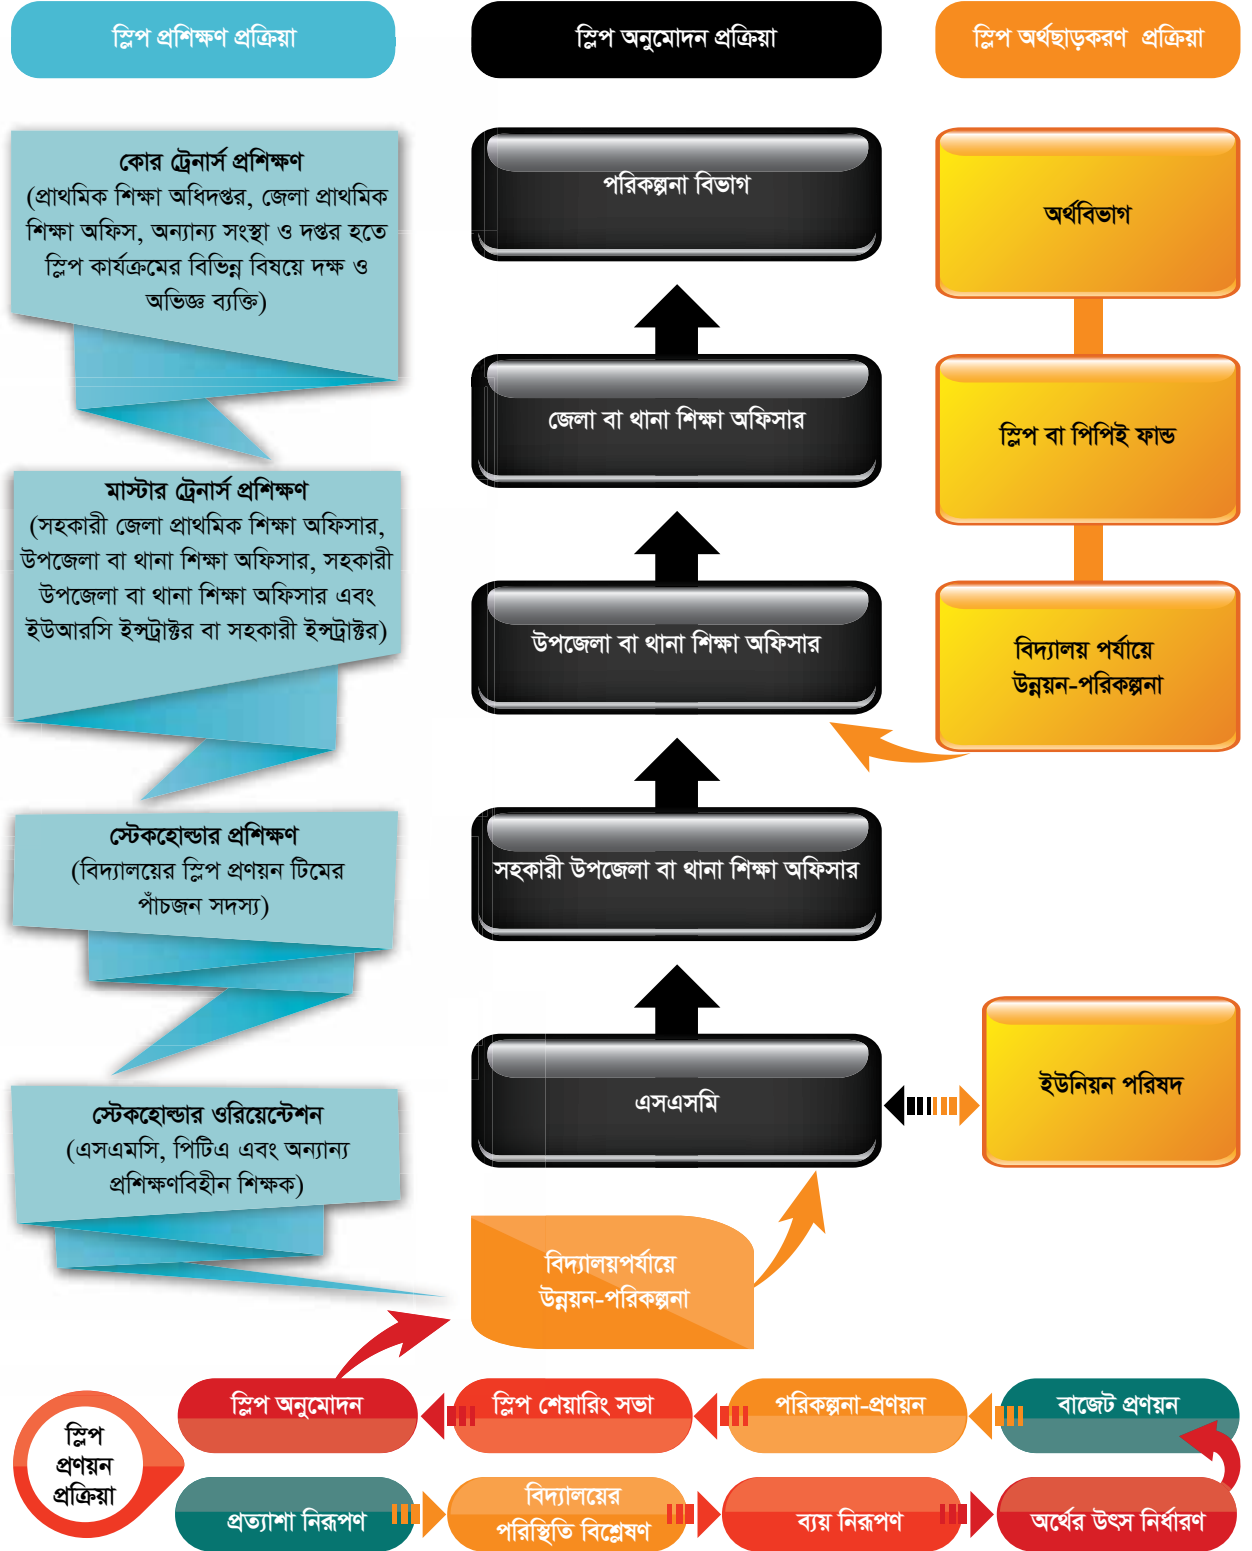 স্লিপ প্রশিক্ষণ প্রক্রিয়া
স্লিপ অনুমোদন প্রক্রিয়া
স্লিপ অর্থছাড়করণ প্রক্রিয়া
কোর ট্রেনার্স প্রশিক্ষণ
(প্রাথমিক শিক্ষা অধিদপ্তর, জেলা প্রাথমিক
শিক্ষা অফিস, অন্যান্য সংস্থা ও দপ্তর হতে
স্লিপ কার্যক্রমের বিভিন্ন বিষয়ে দক্ষ ও
অভিজ্ঞ ব্যক্তি)
মাস্টার ট্রেনার্স প্রশিক্ষণ
(সহকারী জেলা প্রাথমিক শিক্ষা অফিসার,
উপজেলা বা থানা শিক্ষা অফিসার, সহকারী
উপজেলা বা থানা শিক্ষা অফিসার এবং
ইউআরসি ইন্সট্রাক্টর বা সহকারী ইন্সট্রাক্টর)
স্টেকহোল্ডার প্রশিক্ষণ
(বিদ্যালয়ের স্লিপ প্রণয়ন টিমের
পাঁচজন সদস্য)
স্টেকহোল্ডার ওরিয়েন্টেশন
(এসএমসি, পিটিএ এবং অন্যান্য
প্রশিক্ষণবিহীন শিক্ষক)
পরিকল্পনা বিভাগ
জেলা বা থানা শিক্ষা অফিসার
উপজেলা বা থানা শিক্ষা অফিসার
সহকারী উপজেলা বা থানা শিক্ষা অফিসার
এসএসমি
অর্থবিভাগ
স্লিপ বা পিপিই ফান্ড
বিদ্যালয় পর্যায়ে
উন্নয়ন-পরিকল্পনা
ইউনিয়ন পরিষদ
বিদ্যালয়পর্যায়ে
উন্নয়ন-পরিকল্পনা
স্লিপ
প্রণয়ন
প্রক্রিয়া
স্লিপ অনুমোদন
স্লিপ শেয়ারিং সভা
পরিকল্পনা-প্রণয়ন
বাজেট প্রণয়ন
প্রত্যাশা নিরূপণ
বিদ্যালয়ের
পরিস্থিতি বিশ্লেষণ
ব্যয় নিরূপণ
অর্থের উৎস নির্ধারণ